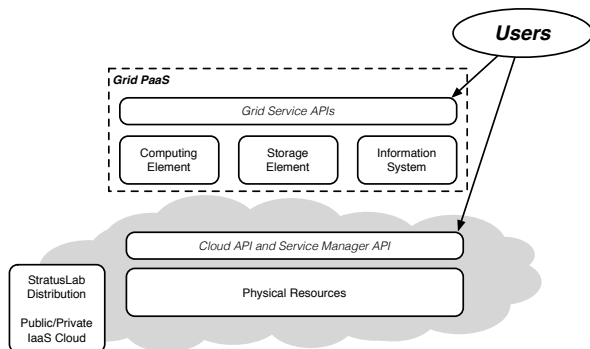 Users
Grid PaaS
Grid Service APIs
Computing
Element
Storage
Element
Information
System
Cloud API and Service Manager API
Physical Resources
StratusLab
Distribution
Public/Private
IaaS Cloud